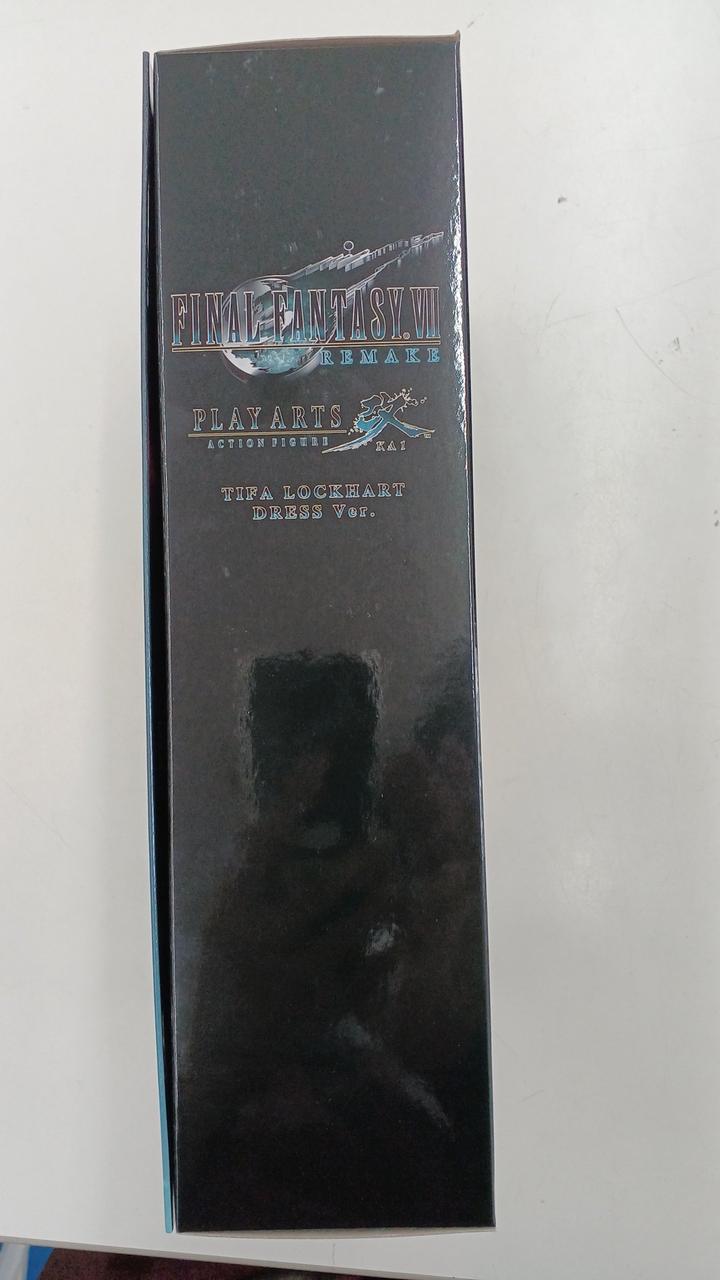 FINAL FANTASY VII
REMAKE
PLAY ARTS 改
ACTION FIGURE KAI
TIFA LOCKHART
DRESS Ver.